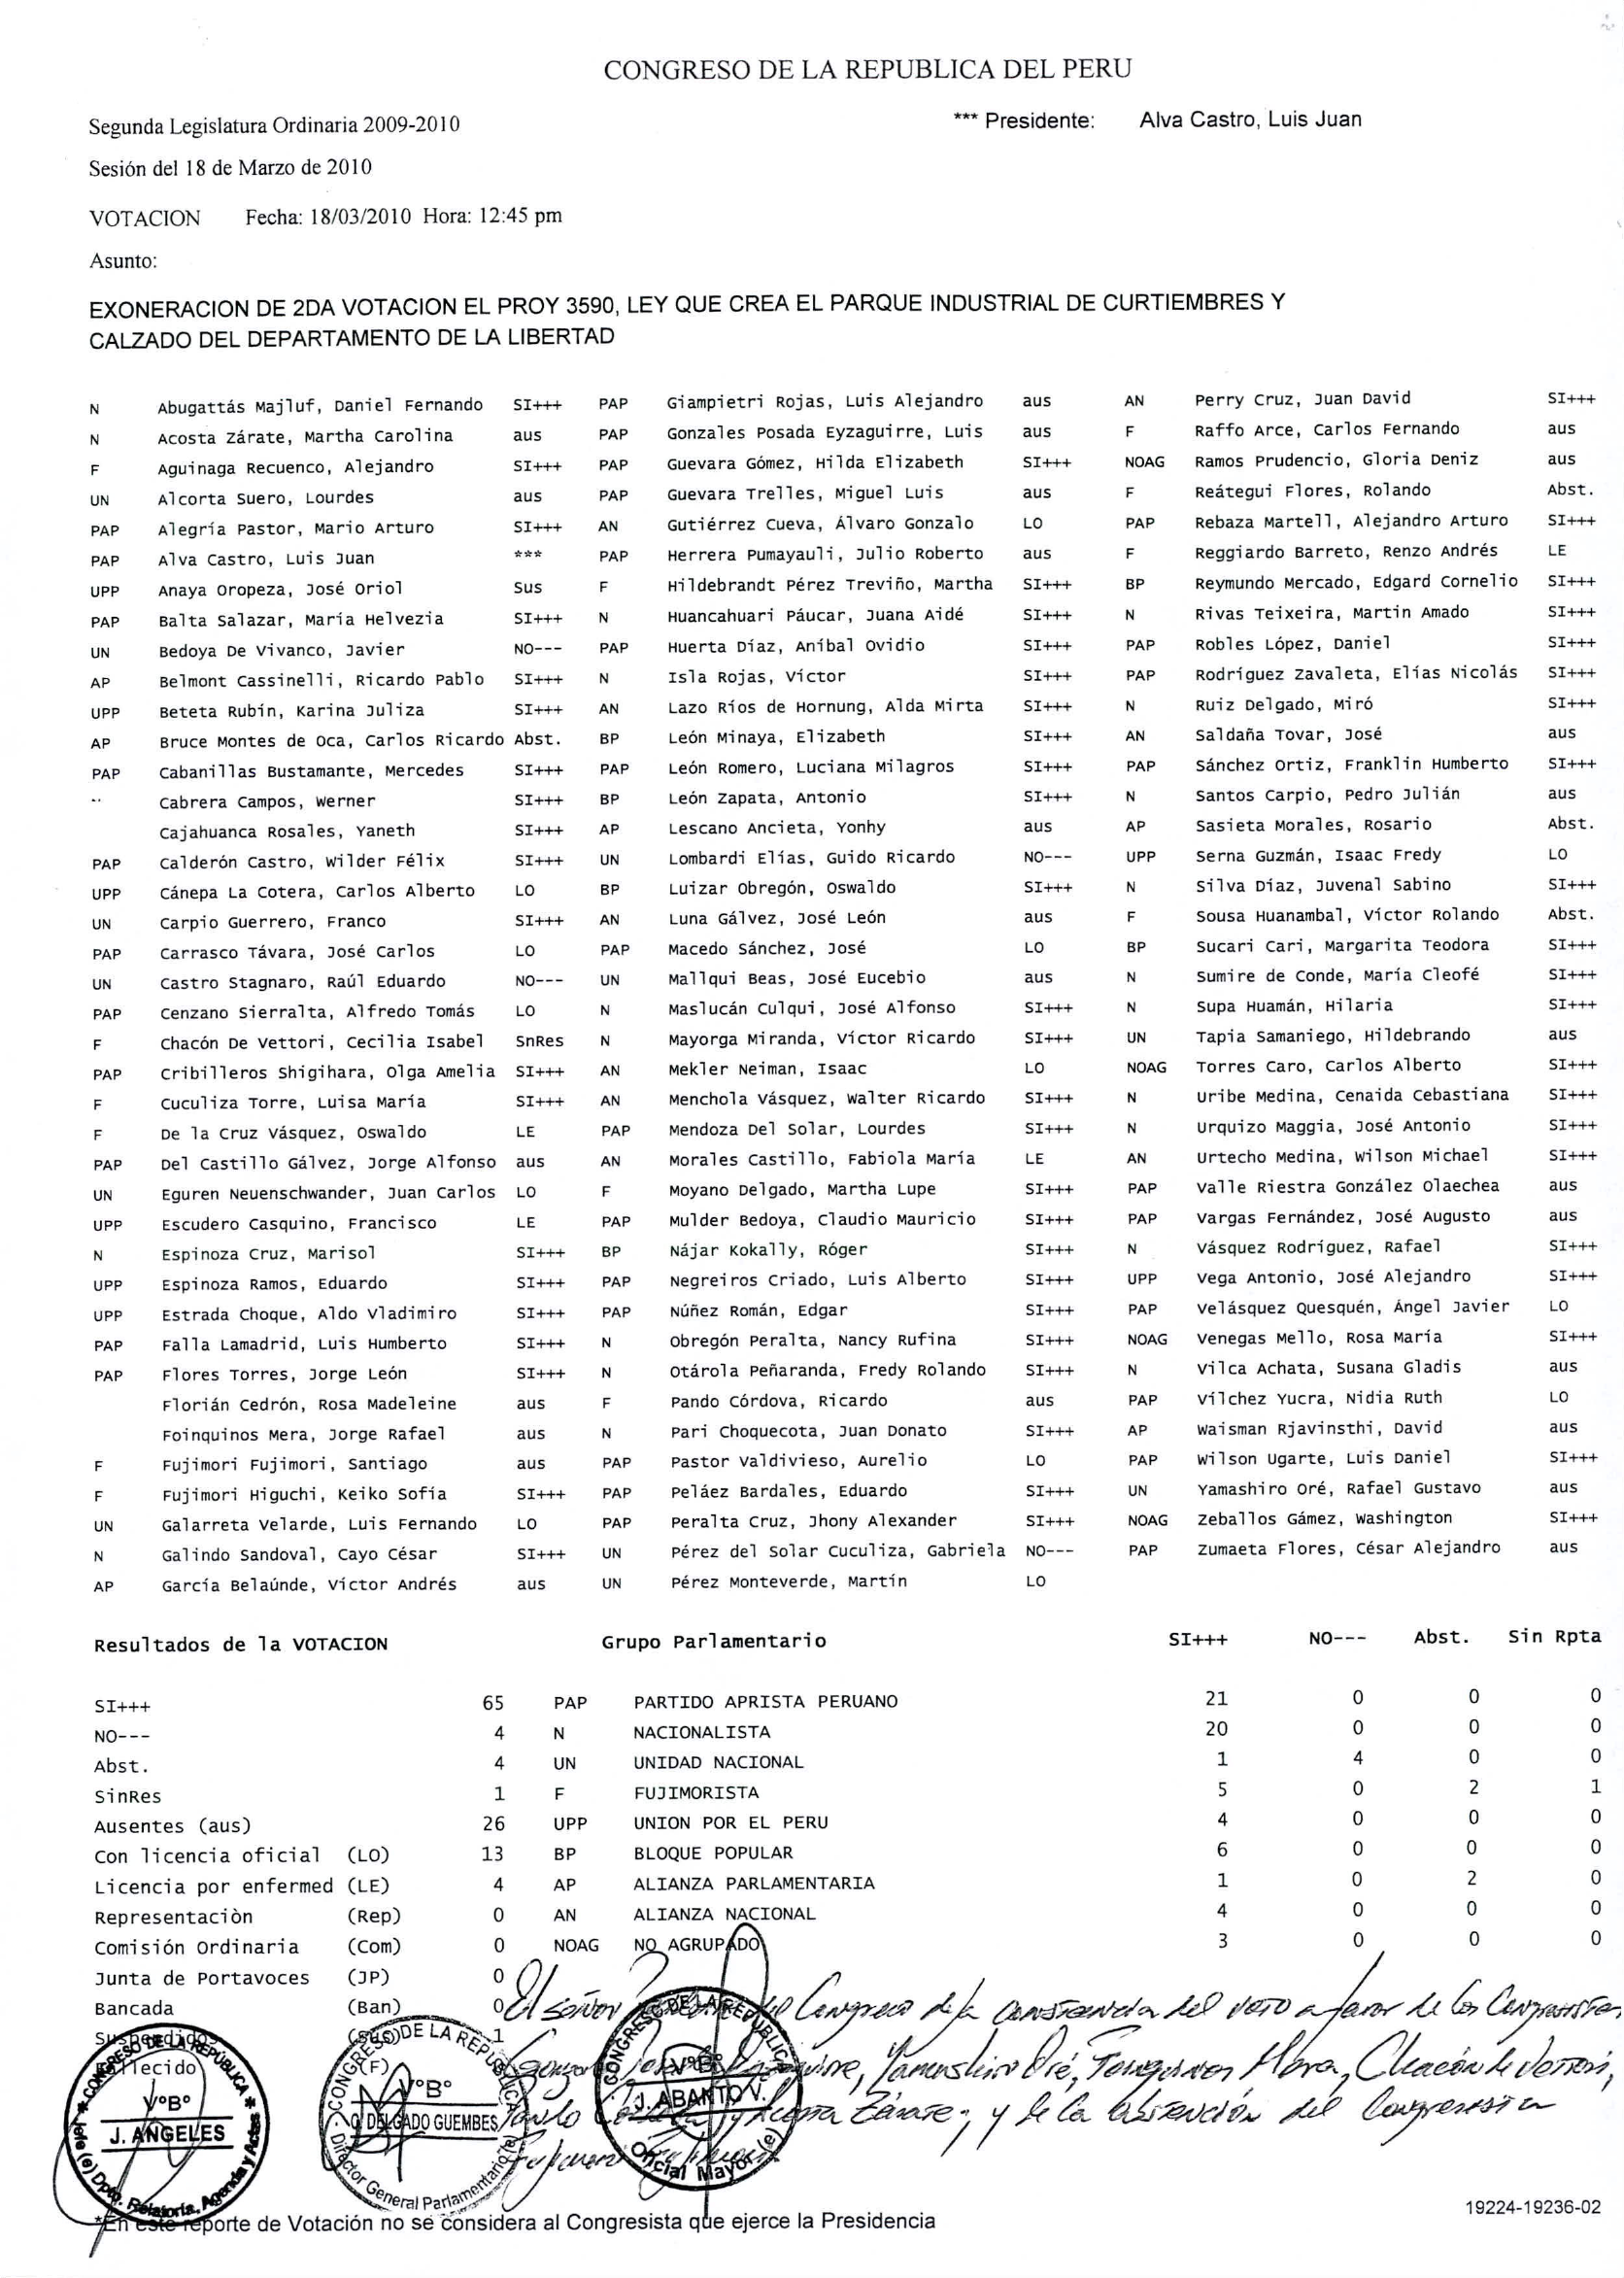 CONGRESO DE LA REPUBLICA DEL PERU
Segunda Legislatura Ordinaria 2009-2010 *** Presidente: Alva Castro, Luis Juan
Sesión del 18 de Marzo de 2010
VOTACION Fecha: 18/03/2010 Hora: 12:45 pm
Asunto:
EXONERACION DE 2DA VOTACION EL PROY 3590, LEY QUE CREA EL PARQUE INDUSTRIAL DE CURTIEMBRES Y
CALZADO DEL DEPARTAMENTO DE LA LIBERTAD
N Abugattás Majluf, Daniel Fernando SI+++ PAP Giampietri Rojas, Luis Alejandro aus AN Perry Cruz, Juan David SI+++
N Acosta Zárate, Martha Carolina aus PAP Gonzales Posada Eyzaguirre, Luis aus F Raffo Arce, Carlos Fernando aus
F Aguinaga Recuenco, Alejandro SI+++ PAP Guevara Gómez, Hilda Elizabeth SI+++ NOAG Ramos Prudencio, Gloria Deniz aus
UN Alcorta Suero, Lourdes aus PAP Guevara Trelles, Miguel Luis aus F Reátegui Flores, Rolando Abst.
PAP Alegría Pastor, Mario Arturo SI+++ AN Gutiérrez Cueva, Álvaro Gonzalo LO PAP Rebaza Martell, Alejandro Arturo SI+++
PAP Alva Castro, Luis Juan *** PAP Herrera Pumayauli, Julio Roberto aus F Reggiardo Barreto, Renzo Andrés LE
UPP Anaya Oropeza, José Oriol Sus F Hildebrandt Pérez Treviño, Martha SI+++ BP Reymundo Mercado, Edgard Cornelio SI+++
PAP Balta Salazar, María Helvezia SI+++ N Huancahuari Páucar, Juana Aidé SI+++ N Rivas Teixeira, Martin Amado SI+++
UN Bedoya De Vivanco, Javier NO--- PAP Huerta Díaz, Aníbal Ovidio SI+++ PAP Robles López, Daniel SI+++
AP Belmont Cassinelli, Ricardo Pablo SI+++ N Isla Rojas, Víctor SI+++ PAP Rodríguez Zavaleta, Elías Nicolás SI+++
UPP Beteta Rubín, Karina Juliza SI+++ AN Lazo Ríos de Hornung, Alda Mirta SI+++ N Ruiz Delgado, Miró SI+++
AP Bruce Montes de Oca, Carlos Ricardo Abst. BP León Minaya, Elizabeth SI+++ AN Saldaña Tovar, José aus
PAP Cabanillas Bustamante, Mercedes SI+++ PAP León Romero, Luciana Milagros SI+++ PAP Sánchez Ortiz, Franklin Humberto SI+++
Cabrera Campos, Werner SI+++ BP León Zapata, Antonio SI+++ N Santos Carpio, Pedro Julián aus
Cajahuanca Rosales, Yaneth SI+++ AP Lescano Ancieta, Yonhy aus AP Sasieta Morales, Rosario Abst.
PAP Calderón Castro, Wilder Félix SI+++ UN Lombardi Elías, Guido Ricardo NO--- UPP Serna Guzmán, Isaac Fredy LO
UPP Cánepa La Cotera, Carlos Alberto LO BP Luizar Obregón, Oswaldo SI+++ N Silva Díaz, Juvenal Sabino SI+++
UN Carpio Guerrero, Franco SI+++ AN Luna Gálvez, José León aus F Sousa Huanambal, Víctor Rolando Abst.
PAP Carrasco Távara, José Carlos LO PAP Macedo Sánchez, José LO BP Sucari Cari, Margarita Teodora SI+++
UN Castro Stagnaro, Raúl Eduardo NO--- UN Mallqui Beas, José Eucebio aus N Sumire de Conde, María Cleofé SI+++
PAP Cenzano Sierralta, Alfredo Tomás LO N Maslucán Culqui, José Alfonso SI+++ N Supa Huamán, Hilaria SI+++
F Chacón De Vettori, Cecilia Isabel SnRes N Mayorga Miranda, Víctor Ricardo SI+++ UN Tapia Samaniego, Hildebrando aus
PAP Cribilleros Shigihara, Olga Amelia SI+++ AN Mekler Neiman, Isaac LO NOAG Torres Caro, Carlos Alberto SI+++
F Cuculiza Torre, Luisa María SI+++ AN Menchola Vásquez, Walter Ricardo SI+++ N Uribe Medina, Cenaida Cebastiana SI+++
F De la Cruz Vásquez, Oswaldo LE PAP Mendoza Del Solar, Lourdes SI+++ N Urquizo Maggia, José Antonio SI+++
PAP Del Castillo Gálvez, Jorge Alfonso aus AN Morales Castillo, Fabiola María LE AN Urtecho Medina, Wilson Michael SI+++
UN Eguren Neuenschwander, Juan Carlos LO F Moyano Delgado, Martha Lupe SI+++ PAP Valle Riestra González Olaechea aus
UPP Escudero Casquino, Francisco LE PAP Mulder Bedoya, Claudio Mauricio SI+++ PAP Vargas Fernández, José Augusto aus
N Espinoza Cruz, Marisol SI+++ BP Nájar Kokally, Róger SI+++ N Vásquez Rodríguez, Rafael SI+++
UPP Espinoza Ramos, Eduardo SI+++ PAP Negreiros Criado, Luis Alberto SI+++ UPP Vega Antonio, José Alejandro SI+++
UPP Estrada Choque, Aldo Vladimiro SI+++ PAP Núñez Román, Edgar SI+++ PAP Velásquez Quesquén, Ángel Javier LO
PAP Falla Lamadrid, Luis Humberto SI+++ N Obregón Peralta, Nancy Rufina SI+++ NOAG Venegas Mello, Rosa María SI+++
PAP Flores Torres, Jorge León SI+++ N Otárola Peñaranda, Fredy Rolando SI+++ N Vilca Achata, Susana Gladis aus
Florián Cedrón, Rosa Madeleine aus F Pando Córdova, Ricardo aus PAP Vílchez Yucra, Nidia Ruth LO
Foinquinos Mera, Jorge Rafael aus N Pari Choquecota, Juan Donato SI+++ AP Waisman Rjavinsthi, David aus
F Fujimori Fujimori, Santiago aus PAP Pastor Valdivieso, Aurelio LO PAP Wilson Ugarte, Luis Daniel SI+++
F Fujimori Higuchi, Keiko Sofía SI+++ PAP Peláez Bardales, Eduardo SI+++ UN Yamashiro Oré, Rafael Gustavo aus
UN Galarreta Velarde, Luis Fernando LO PAP Peralta Cruz, Jhony Alexander SI+++ NOAG Zeballos Gámez, Washington SI+++
N Galindo Sandoval, Cayo César SI+++ UN Pérez del Solar Cuculiza, Gabriela NO--- PAP Zumaeta Flores, César Alejandro aus
AP García Belaúnde, Víctor Andrés aus UN Pérez Monteverde, Martín LO
Resultados de la VOTACION Grupo Parlamentario SI+++ NO--- Abst. Sin Rpta
SI+++ 65 PAP PARTIDO APRISTA PERUANO 21 0 0 0
NO--- 4 N NACIONALISTA 20 0 0 0
Abst. 4 UN UNIDAD NACIONAL 1 4 0 0
SinRes 1 F FUJIMORISTA 5 0 2 1
Ausentes (aus) 26 UPP UNION POR EL PERU 4 0 0 0
Con licencia oficial (LO) 13 BP BLOQUE POPULAR 6 0 0 0
Licencia por enfermed (LE) 4 AP ALIANZA PARLAMENTARIA 1 0 2 0
Representaciòn (Rep) 0 AN ALIANZA NACIONAL 4 0 0 0
Comisión Ordinaria (Com) 0 NOAG NO AGRUPADO 3 0 0 0
Junta de Portavoces (JP) 0
Bancada (Ban) 0
El señor del Congreso deja constancia del voto a favor de los Congresistas
Suspendidos 1
(F)
Yamashiro Oré, Foinquinos Mera, Chacón de Vettori,
Acosta Zárate; y de la abstención del Congresista
CONGRESO DE LA REPÚBLICA
V°B°
J. ANGELES
Jefe (e) Dpto. Relatoría, Agenda y Actas
CONGRESO DE LA REPÚBLICA
V°B°
DELGADO GUEMBES
Director General Parlamentario (e)
CONGRESO DE LA REPUBLICA
V°B°
J. ABANTO V.
Oficial Mayor (e)
19224-19236-02
*En este reporte de Votación no se considera al Congresista que ejerce la Presidencia